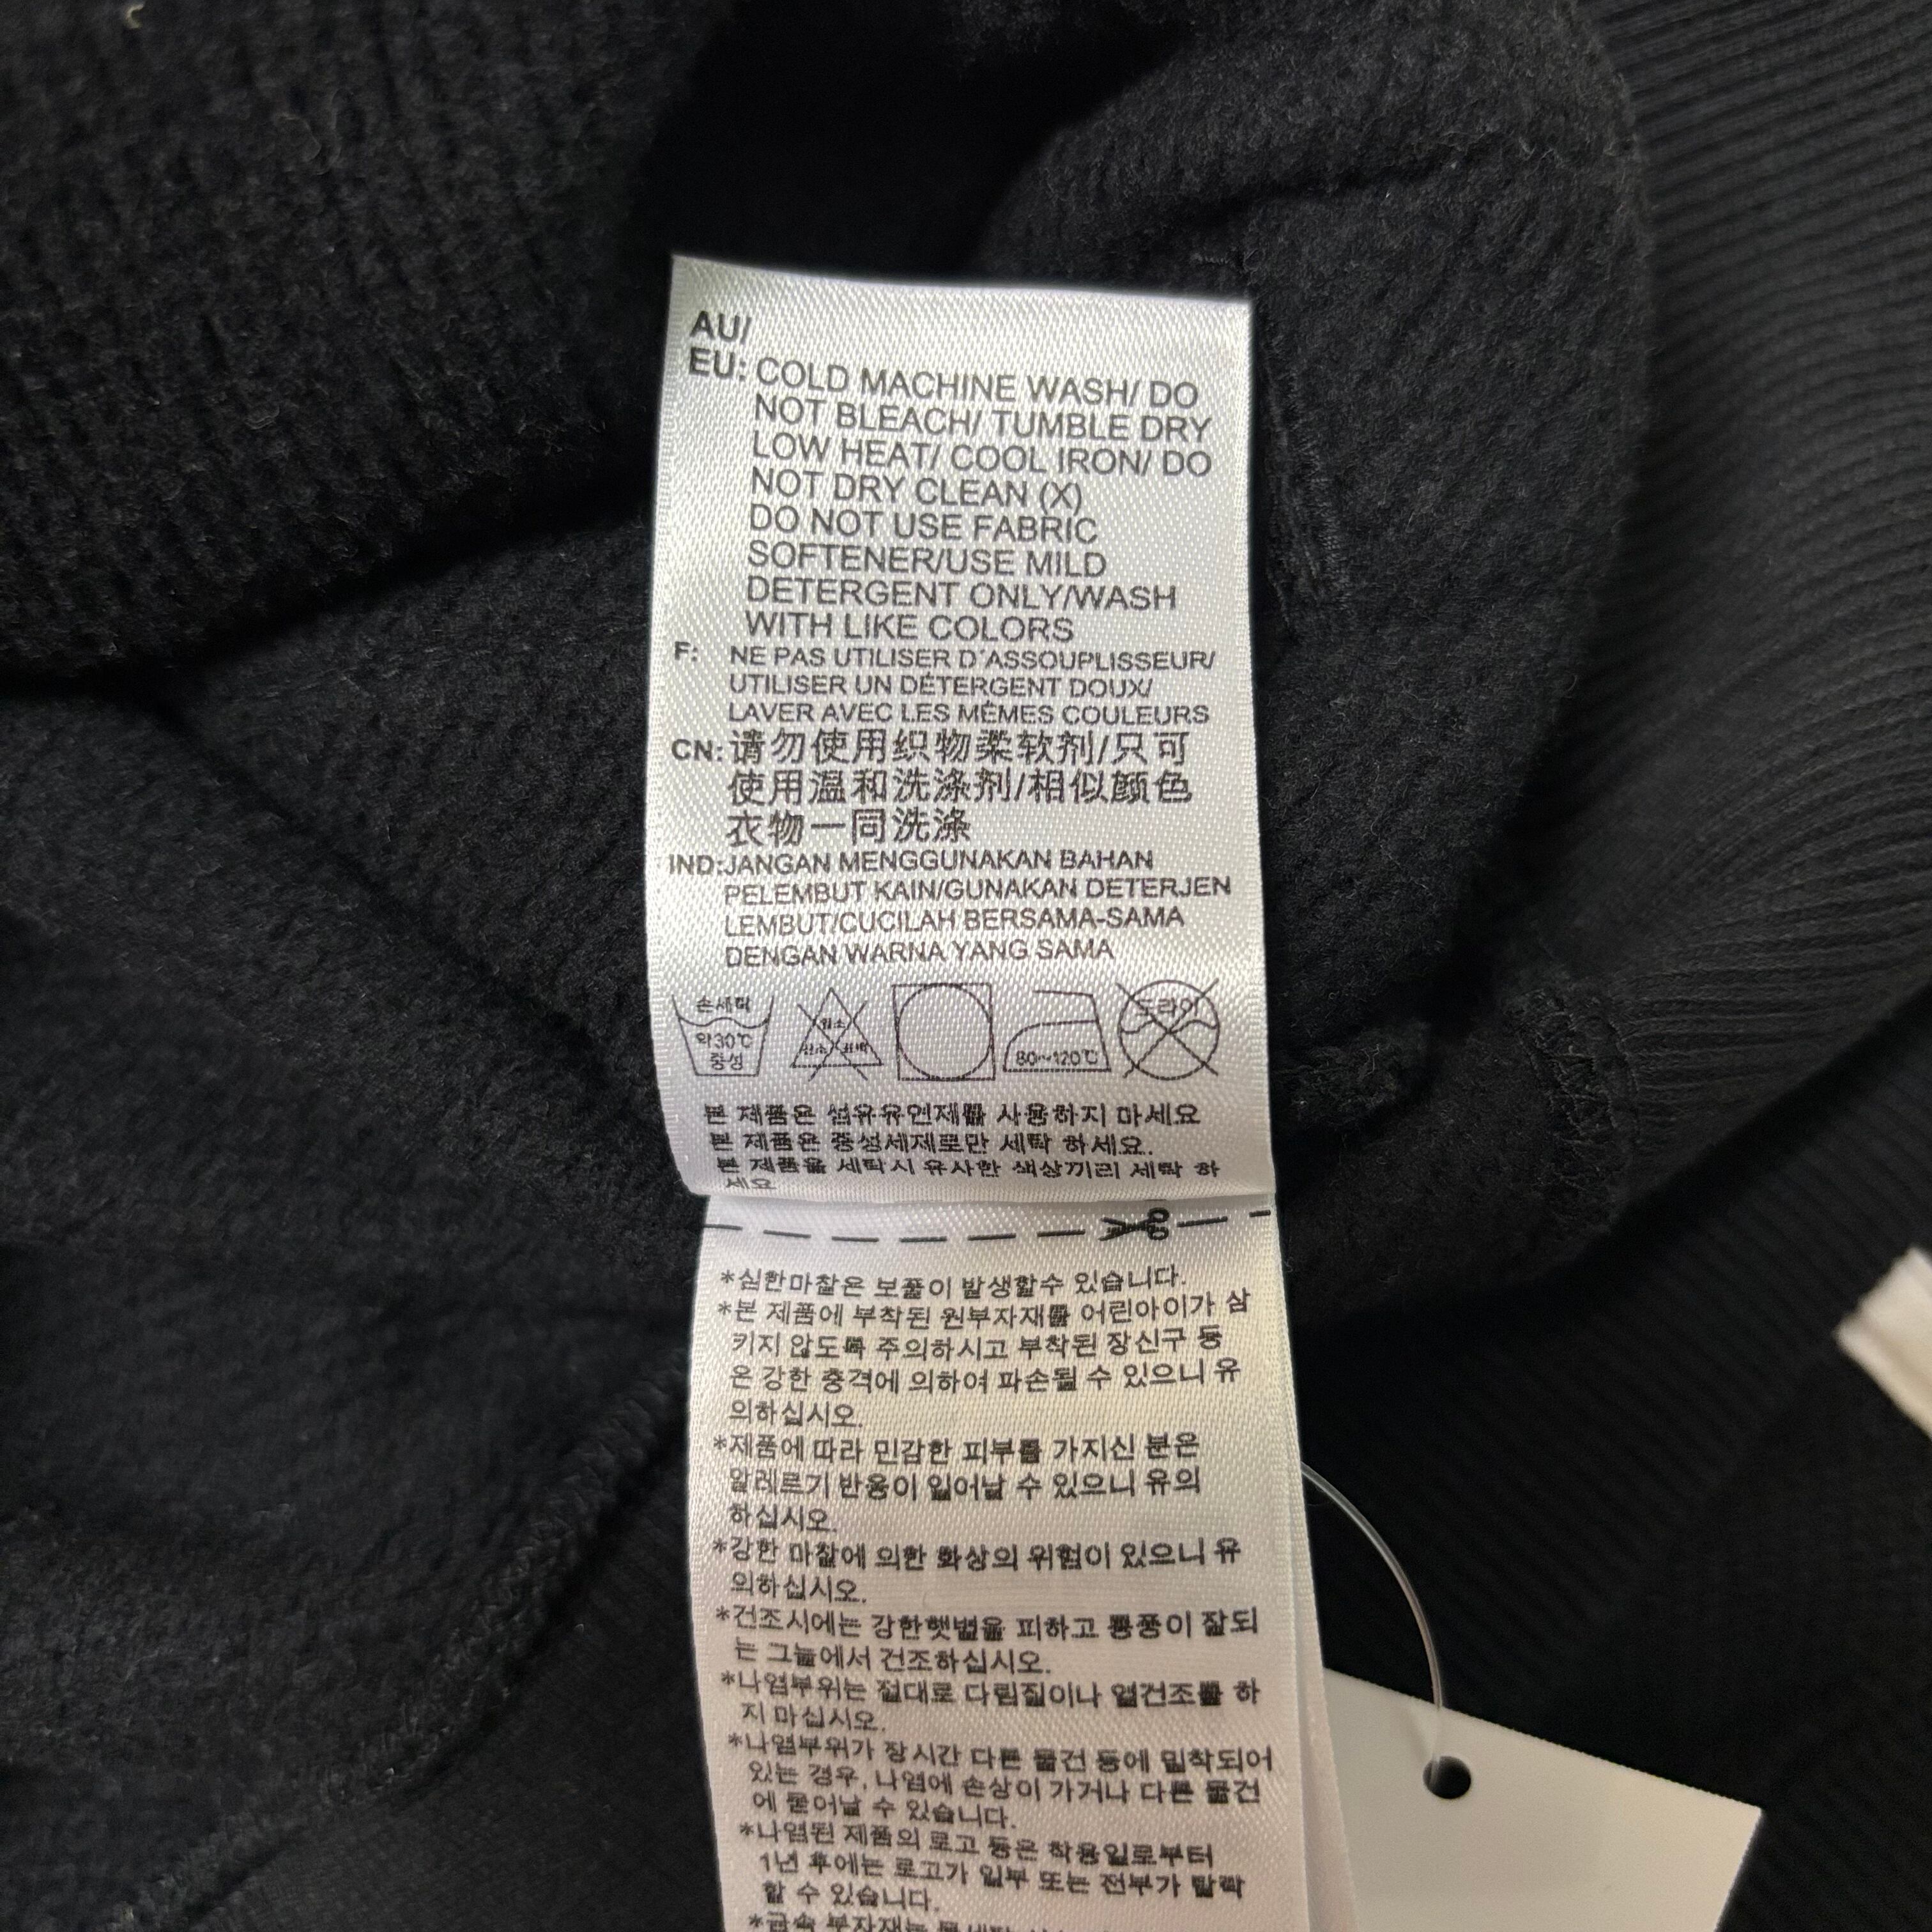 AU/
EU: COLD MACHINE WASH/ DO
NOT BLEACH/ TUMBLE DRY
LOW HEAT/ COOL IRON/ DO
NOT DRY CLEAN (X)
DO NOT USE FABRIC
SOFTENER/USE MILD
DETERGENT ONLY/WASH
WITH LIKE COLORS
F: NE PAS UTILISER D'ASSOUPLISSEUR/
UTILISER UN DÉTERGENT DOUX/
LAVER AVEC LES MÊMES COULEURS
CN: 请勿使用织物柔软剂/只可
使用温和洗涤剂/相似颜色
衣物一同洗涤
IND: JANGAN MENGGUNAKAN BAHAN
PELEMBUT KAIN/GUNAKAN DETERJEN
LEMBUT/CUCILAH BERSAMA-SAMA
DENGAN WARNA YANG SAMA
손세탁
약30℃
중성
염소
산소 표백
80~120℃
드라이
본 제품은 섬유유연제를 사용하지 마세요
본 제품은 중성세제로만 세탁 하세요.
본 제품을 세탁시 유사한 색상끼리 세탁 하
세요
*심한마찰은 보풀이 발생할수 있습니다.
*본 제품에 부착된 원부자재를 어린아이가 삼
키지 않도록 주의하시고 부착된 장신구 등
은 강한 충격에 의하여 파손될 수 있으니 유
의하십시오.
*제품에 따라 민감한 피부를 가지신 분은
알레르기 반응이 일어날 수 있으니 유의
하십시오.
*강한 마찰에 의한 화상의 위험이 있으니 유
의하십시오.
*건조시에는 강한햇볕을 피하고 통풍이 잘되
는 그늘에서 건조하십시오.
*나염부위는 절대로 다림질이나 열건조를 하
지 마십시오.
*나염부위가 장시간 다른 물건 등에 밀착되어
있는 경우, 나염에 손상이 가거나 다른 물건
에 묻어날 수 있습니다.
*나염된 제품의 로고 등은 착용일로부터
1년 후에는 로고가 일부 또는 전부가 탈락
할 수 있습니다.
*금속 부자재는